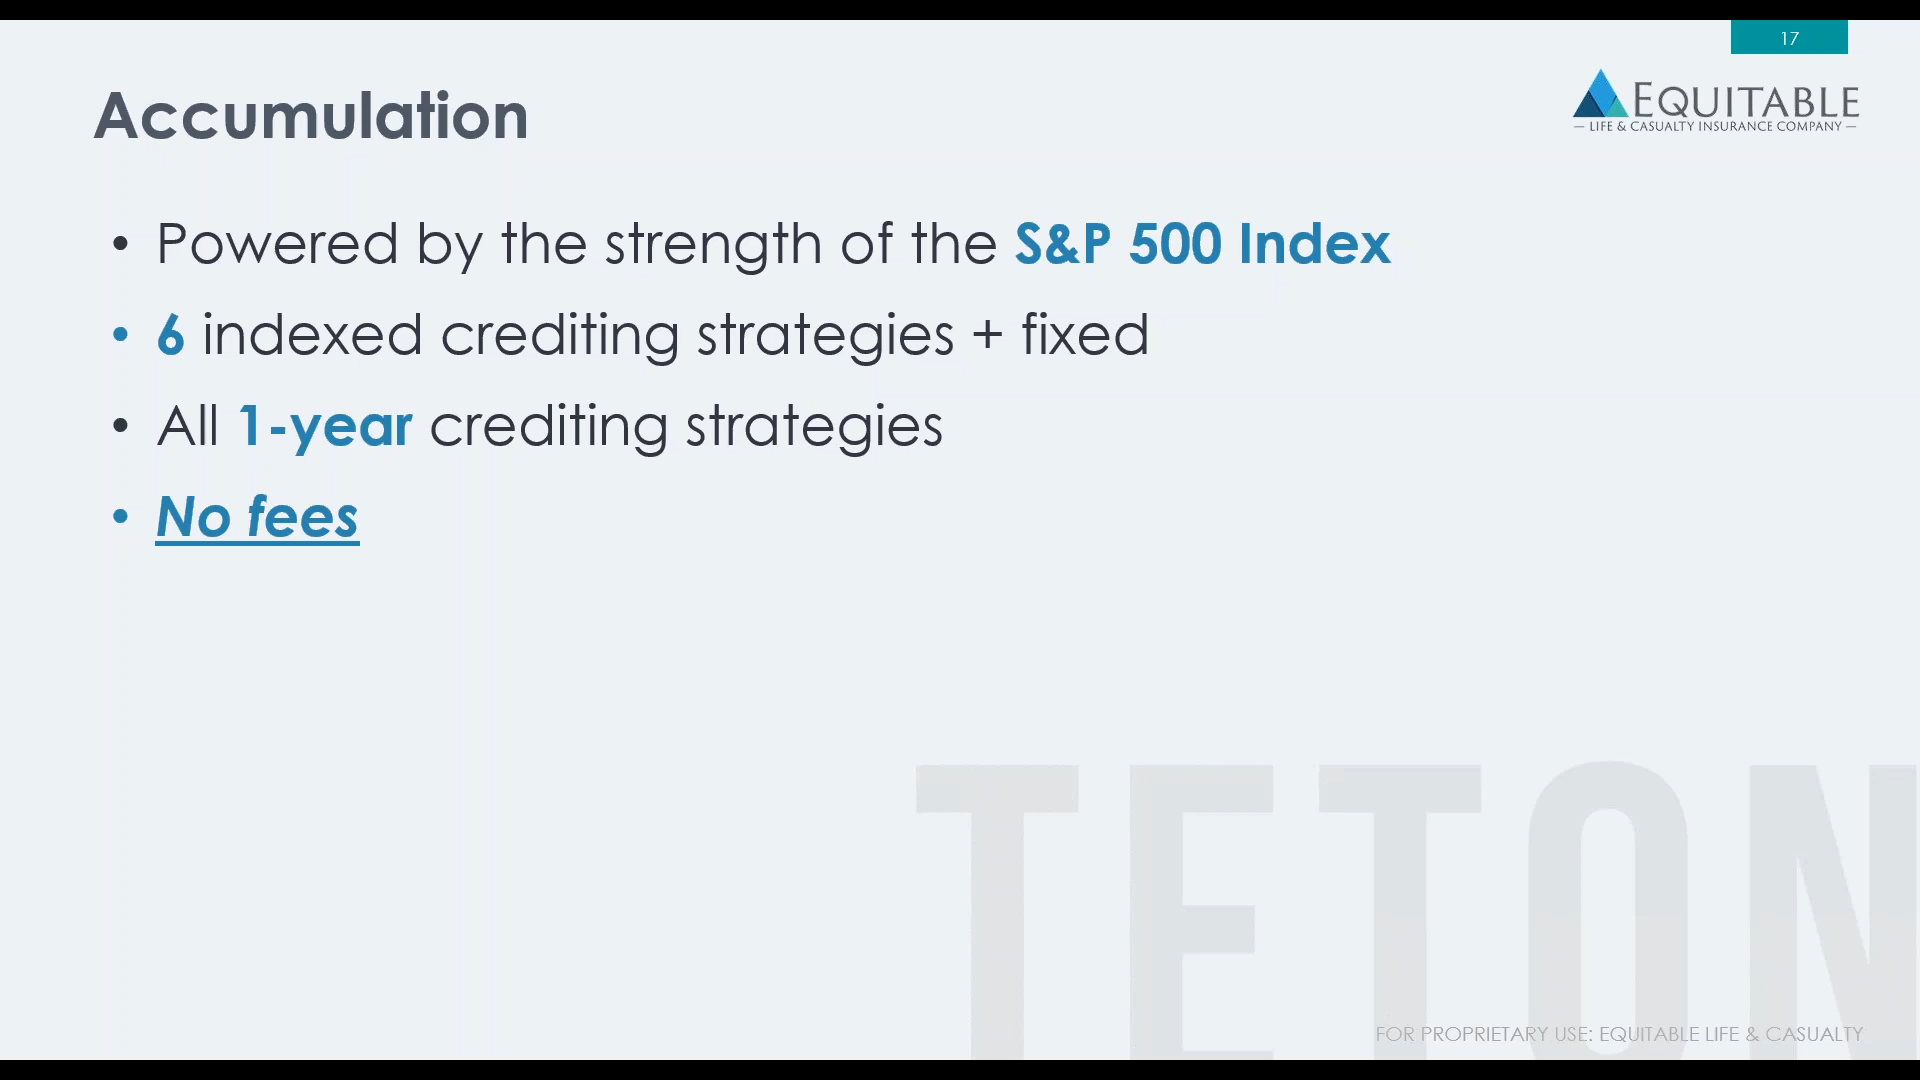 17
EQUITABLE
— LIFE & CASUALTY INSURANCE COMPANY —
Accumulation
• Powered by the strength of the S&P 500 Index
• 6 indexed crediting strategies + fixed
• All 1-year crediting strategies
• No fees
TETON
FOR PROPRIETARY USE: EQUITABLE LIFE & CASUALTY